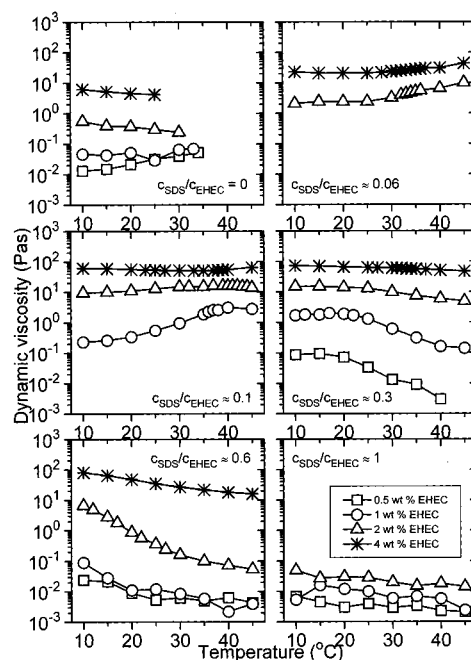 Dynamic viscosity (Pas)
10³
10²
10¹
10⁰
10⁻¹
10⁻²
10⁻³
c_SDS/c_EHEC = 0
10 20 30 40
c_SDS/c_EHEC ≈ 0.06
10 20 30 40
10³
10²
10¹
10⁰
10⁻¹
10⁻²
10⁻³
c_SDS/c_EHEC ≈ 0.1
10 20 30 40
c_SDS/c_EHEC ≈ 0.3
10 20 30 40
10³
10²
10¹
10⁰
10⁻¹
10⁻²
10⁻³
c_SDS/c_EHEC ≈ 0.6
10 20 30 40
c_SDS/c_EHEC ≈ 1
0.5 wt % EHEC
1 wt % EHEC
2 wt % EHEC
4 wt % EHEC
10 20 30 40
Temperature (°C)